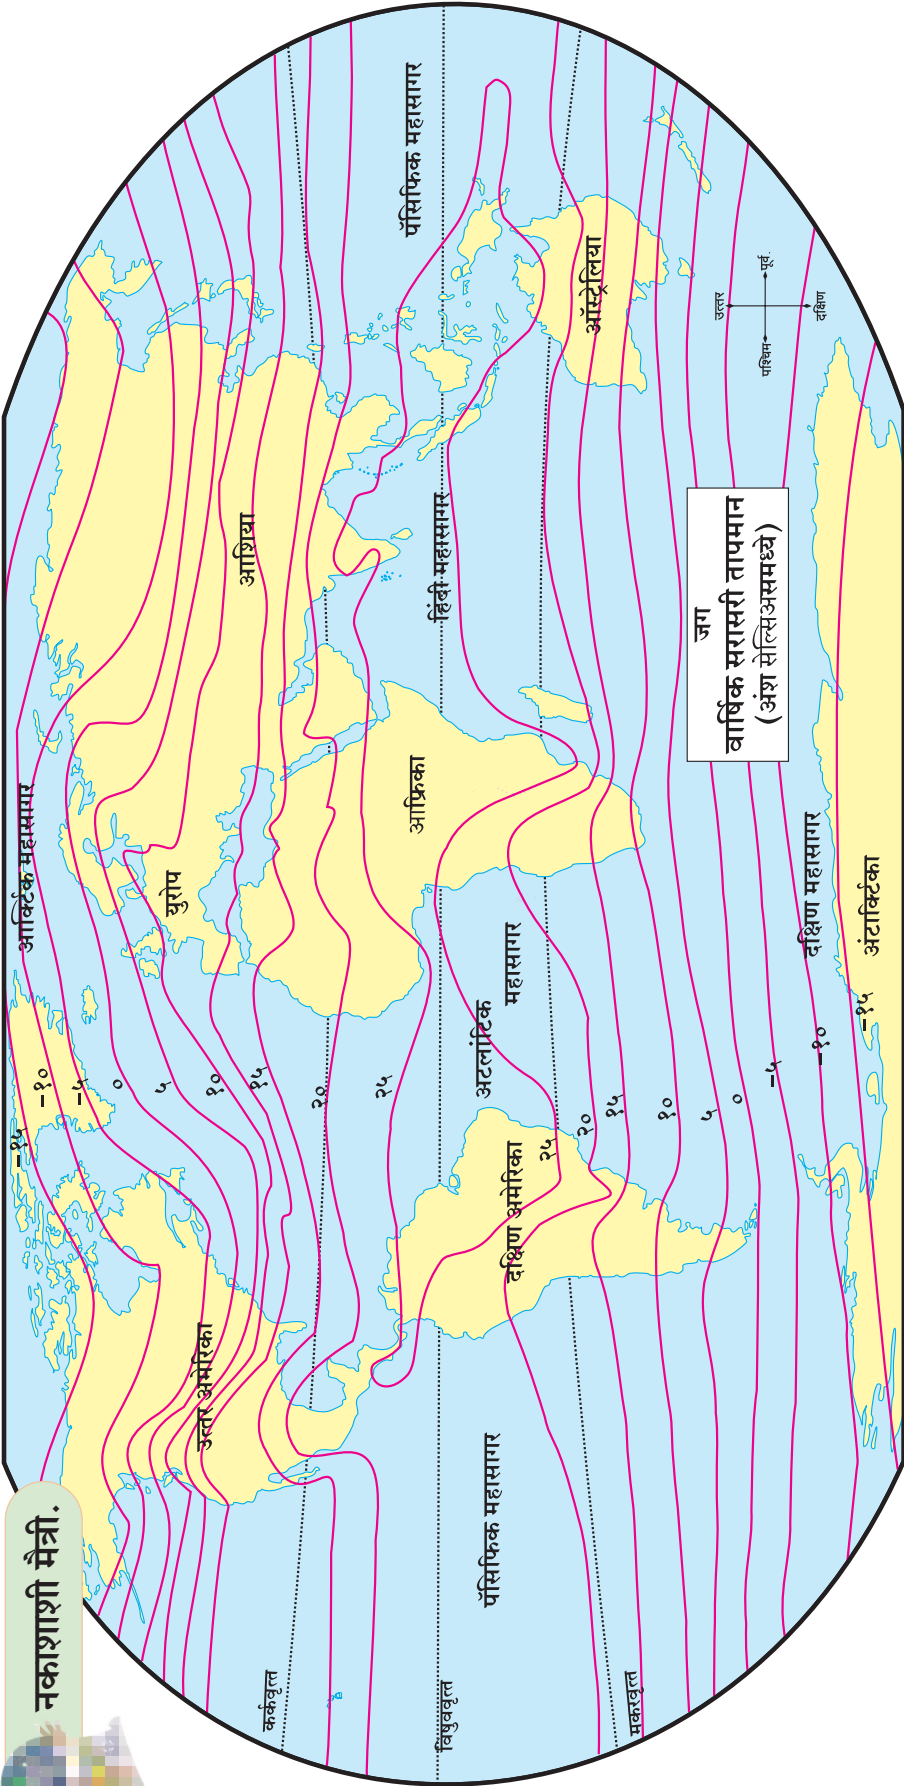 नकाशाशी मैत्री.
जग
वार्षिक सरासरी तापमान
(अंश सेल्सिअसमध्ये)
आर्क्टिक महासागर
उत्तर अमेरिका
युरोप
आशिया
आफ्रिका
पॅसिफिक महासागर
पॅसिफिक महासागर
अटलांटिक
महासागर
हिंदी महासागर
दक्षिण अमेरिका
ऑस्ट्रेलिया
दक्षिण महासागर
अंटार्क्टिका
कर्कवृत्त
विषुववृत्त
मकरवृत्त
उत्तर
पश्चिम
पूर्व
दक्षिण
−१५
−१०
−५
०
५
१०
१५
२०
२५
२५
२०
१५
१०
५
०
−५
−१०
−१५